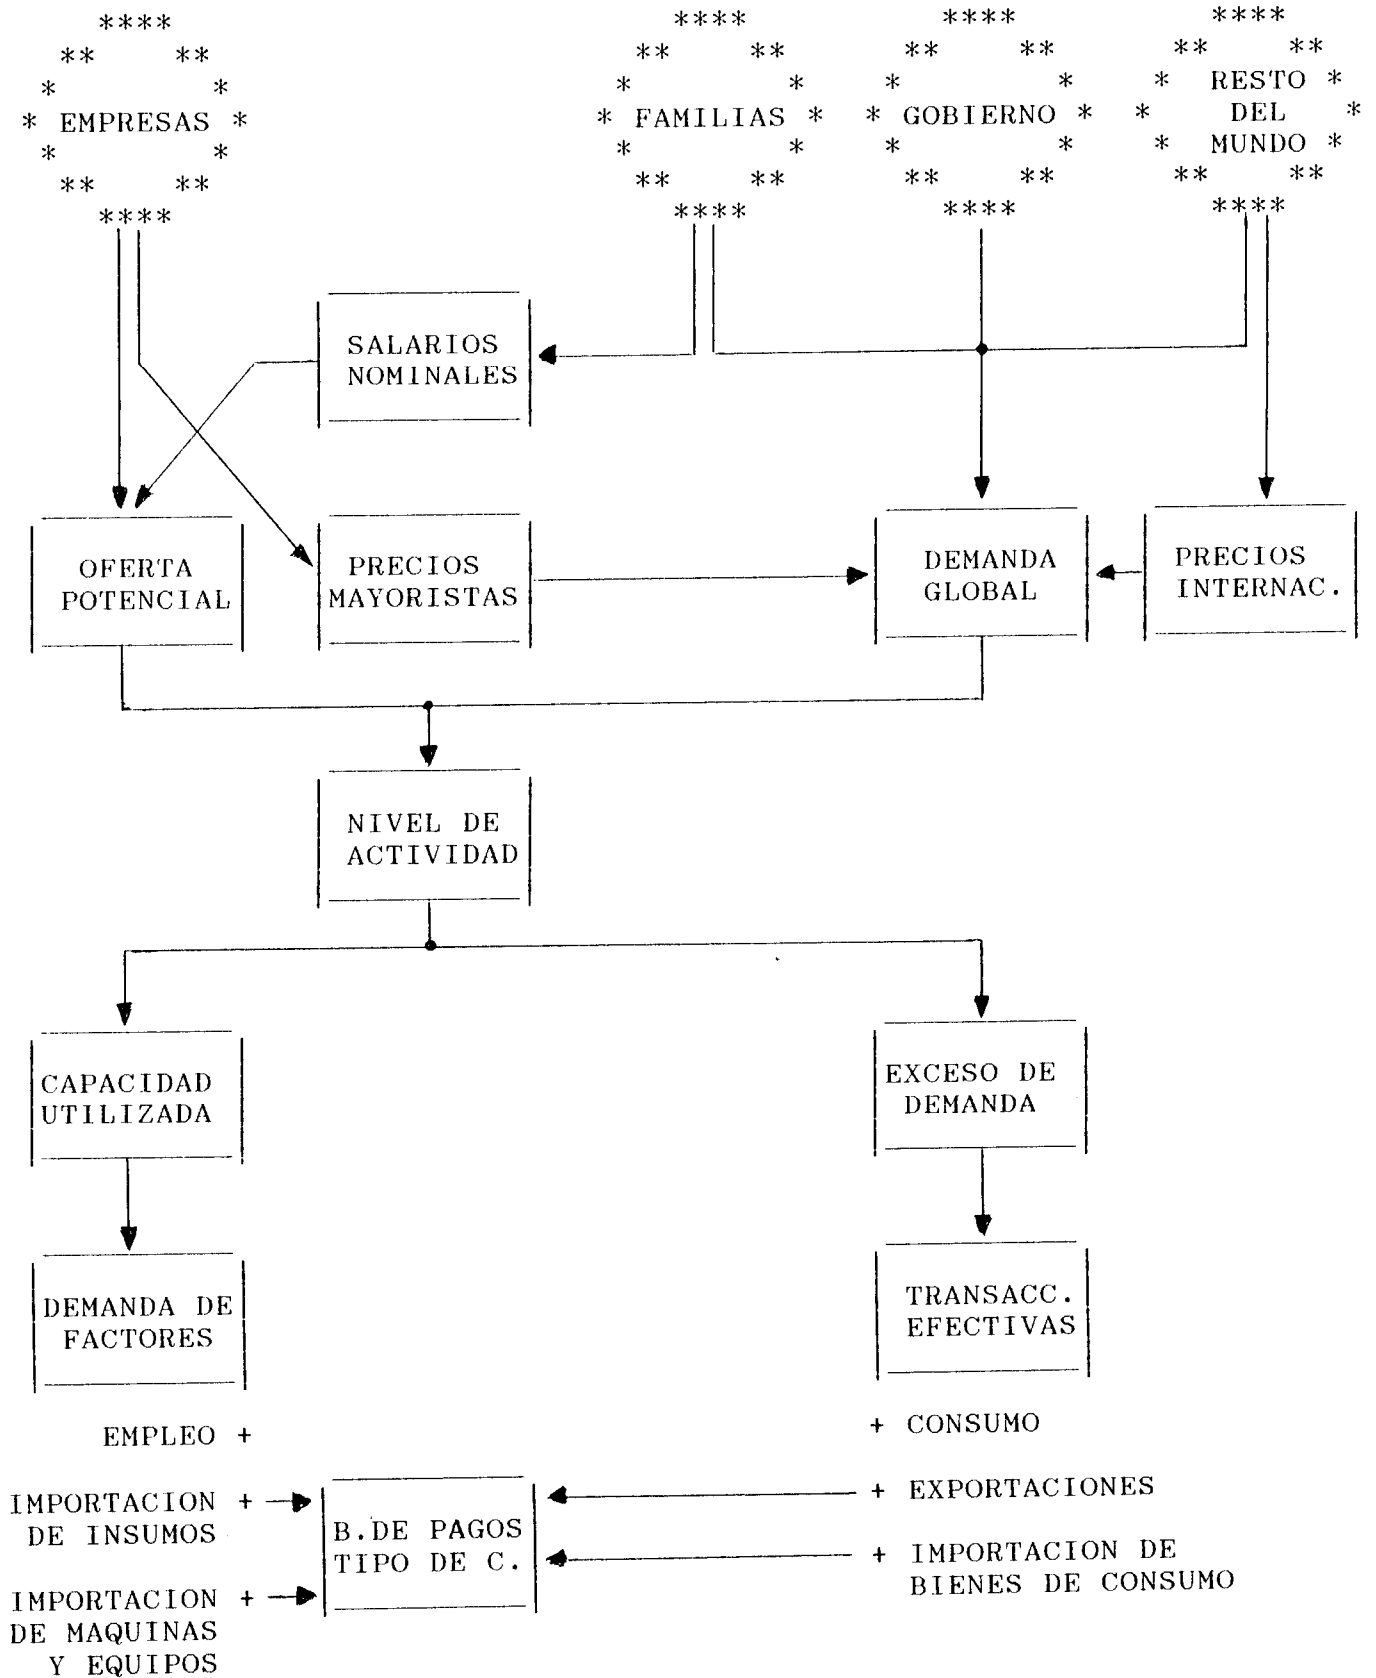 EMPRESAS
FAMILIAS
GOBIERNO
RESTO
DEL
MUNDO
SALARIOS
NOMINALES
OFERTA
POTENCIAL
PRECIOS
MAYORISTAS
DEMANDA
GLOBAL
PRECIOS
INTERNAC.
NIVEL DE
ACTIVIDAD
CAPACIDAD
UTILIZADA
EXCESO DE
DEMANDA
DEMANDA DE
FACTORES
TRANSACC.
EFECTIVAS
EMPLEO +
IMPORTACION +
DE INSUMOS
IMPORTACION +
DE MAQUINAS
Y EQUIPOS
B.DE PAGOS
TIPO DE C.
+ CONSUMO
+ EXPORTACIONES
+ IMPORTACION DE
BIENES DE CONSUMO